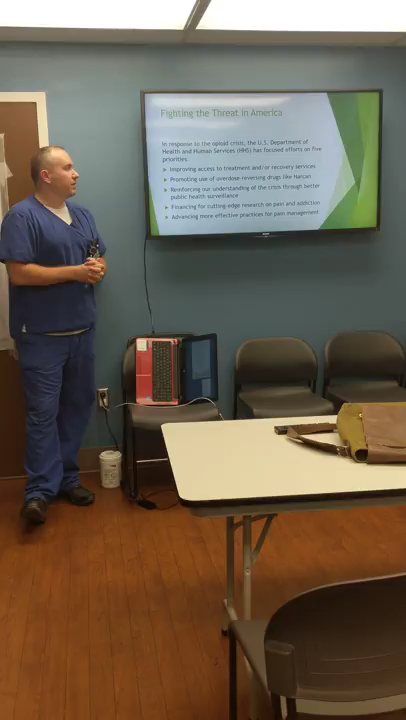 Fighting the Threat in America
In response to the opioid crisis, the U.S. Department of
Health and Human Services (HHS) has focused efforts on five
priorities:
Improving access to treatment and/or recovery services
Promoting use of overdose-reversing drugs like Narcan
Reinforcing our understanding of the crisis through better
public health surveillance
Financing for cutting edge research on pain and addiction
Advancing more effective practices for pain management